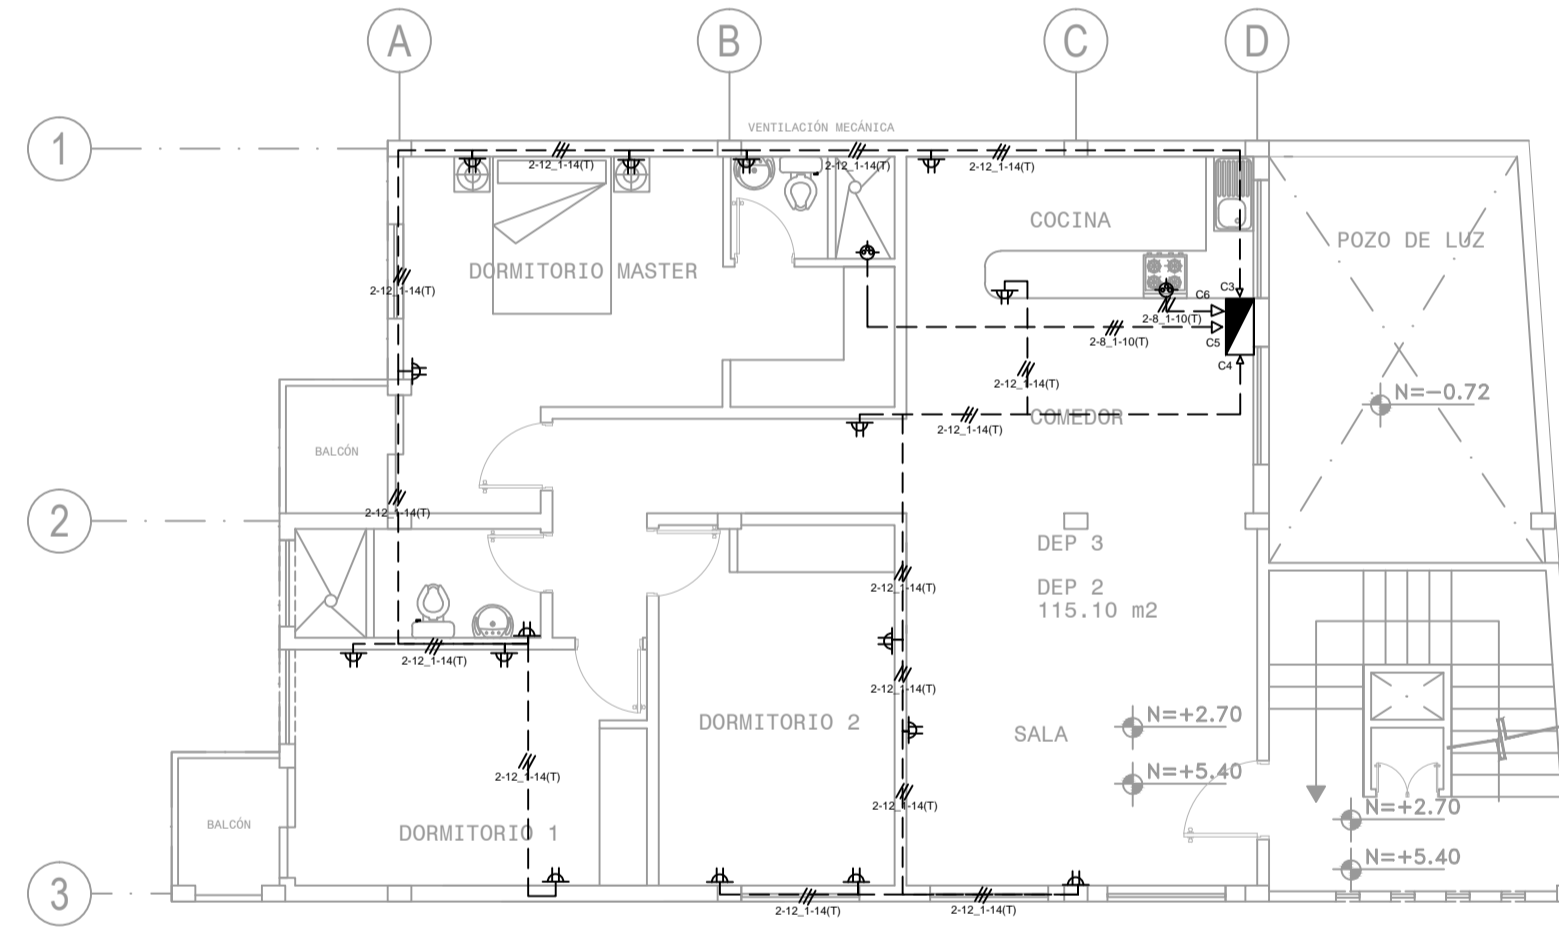 A B C D
1
VENTILACIÓN MECÁNICA
2-12_1-14(T) 2-12_1-14(T) 2-12_1-14(T)
COCINA
POZO DE LUZ
DORMITORIO MASTER
2-12_1-14(T)
C6 C3
2-8_1-10(T)
2-8_1-10(T) C5
C4
2-12_1-14(T)
N=-0.72
COMEDOR
2-12_1-14(T)
BALCÓN
2-12_1-14(T)
2
DEP 3
2-12_1-14(T)
DEP 2
115.10 m2
2-12_1-14(T)
2-12_1-14(T)
N=+2.70
DORMITORIO 2
SALA
2-12_1-14(T)
N=+5.40
2-12_1-14(T)
N=+2.70
BALCÓN
DORMITORIO 1
N=+5.40
3
2-12_1-14(T) 2-12_1-14(T)